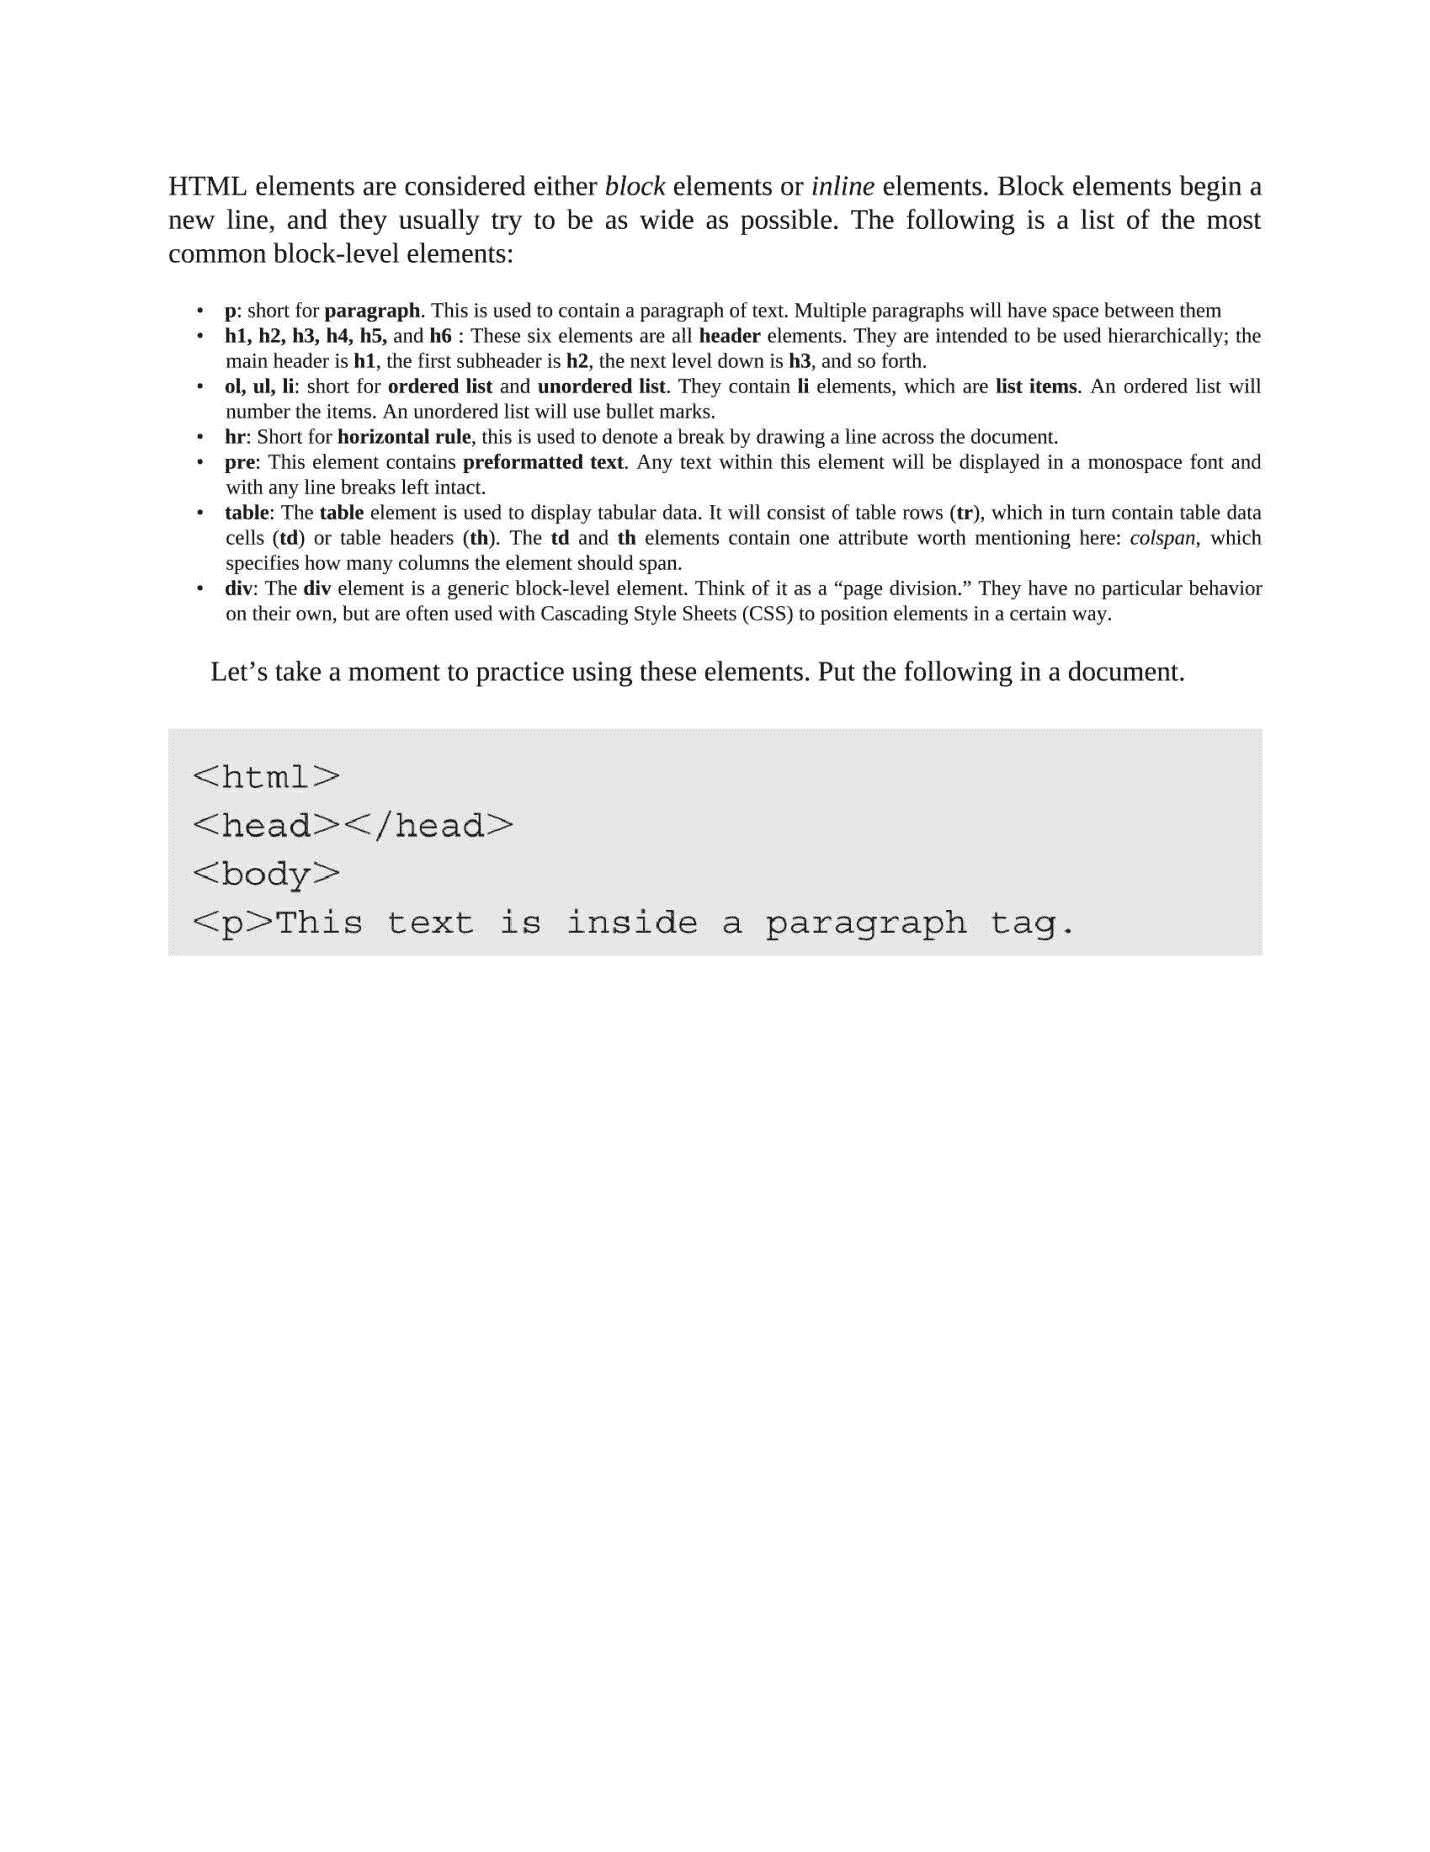 HTML elements are considered either block elements or inline elements. Block elements begin a
new line, and they usually try to be as wide as possible. The following is a list of the most
common block-level elements:
• p: short for paragraph. This is used to contain a paragraph of text. Multiple paragraphs will have space between them
• h1, h2, h3, h4, h5, and h6 : These six elements are all header elements. They are intended to be used hierarchically; the
main header is h1, the first subheader is h2, the next level down is h3, and so forth.
• ol, ul, li: short for ordered list and unordered list. They contain li elements, which are list items. An ordered list will
number the items. An unordered list will use bullet marks.
• hr: Short for horizontal rule, this is used to denote a break by drawing a line across the document.
• pre: This element contains preformatted text. Any text within this element will be displayed in a monospace font and
with any line breaks left intact.
• table: The table element is used to display tabular data. It will consist of table rows (tr), which in turn contain table data
cells (td) or table headers (th). The td and th elements contain one attribute worth mentioning here: colspan, which
specifies how many columns the element should span.
• div: The div element is a generic block-level element. Think of it as a “page division.” They have no particular behavior
on their own, but are often used with Cascading Style Sheets (CSS) to position elements in a certain way.
Let’s take a moment to practice using these elements. Put the following in a document.
<html>
<head></head>
<body>
<p>This text is inside a paragraph tag.